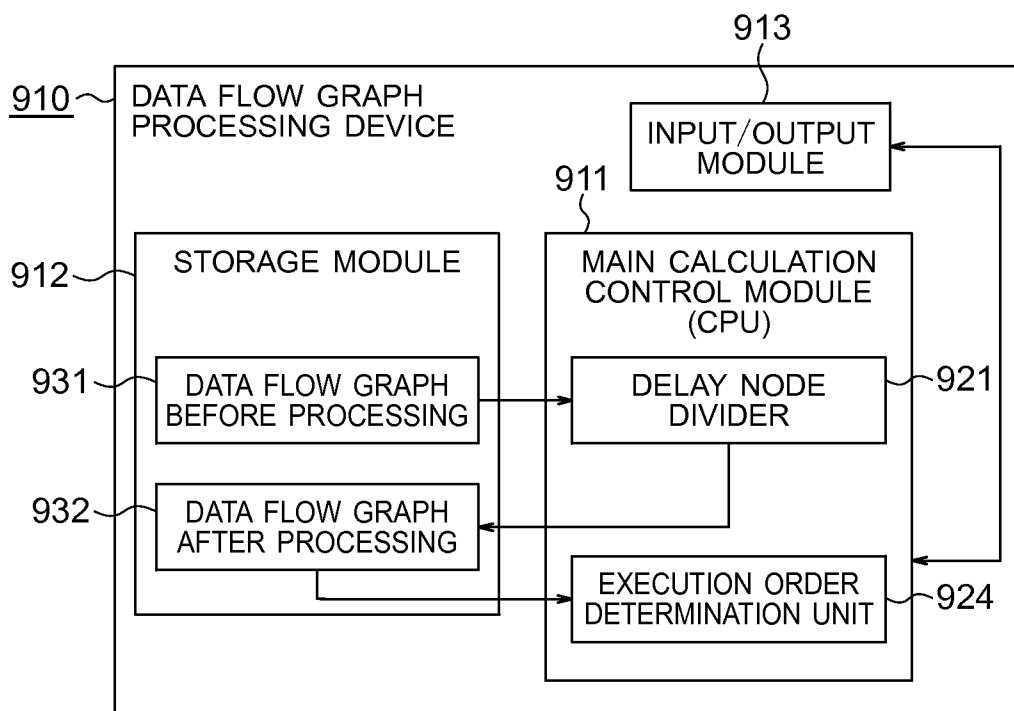 913
910
DATA FLOW GRAPH
PROCESSING DEVICE
INPUT/OUTPUT
MODULE
911
912
STORAGE MODULE
MAIN CALCULATION
CONTROL MODULE
(CPU)
931
DATA FLOW GRAPH
BEFORE PROCESSING
DELAY NODE
DIVIDER
921
932
DATA FLOW GRAPH
AFTER PROCESSING
EXECUTION ORDER
DETERMINATION UNIT
924